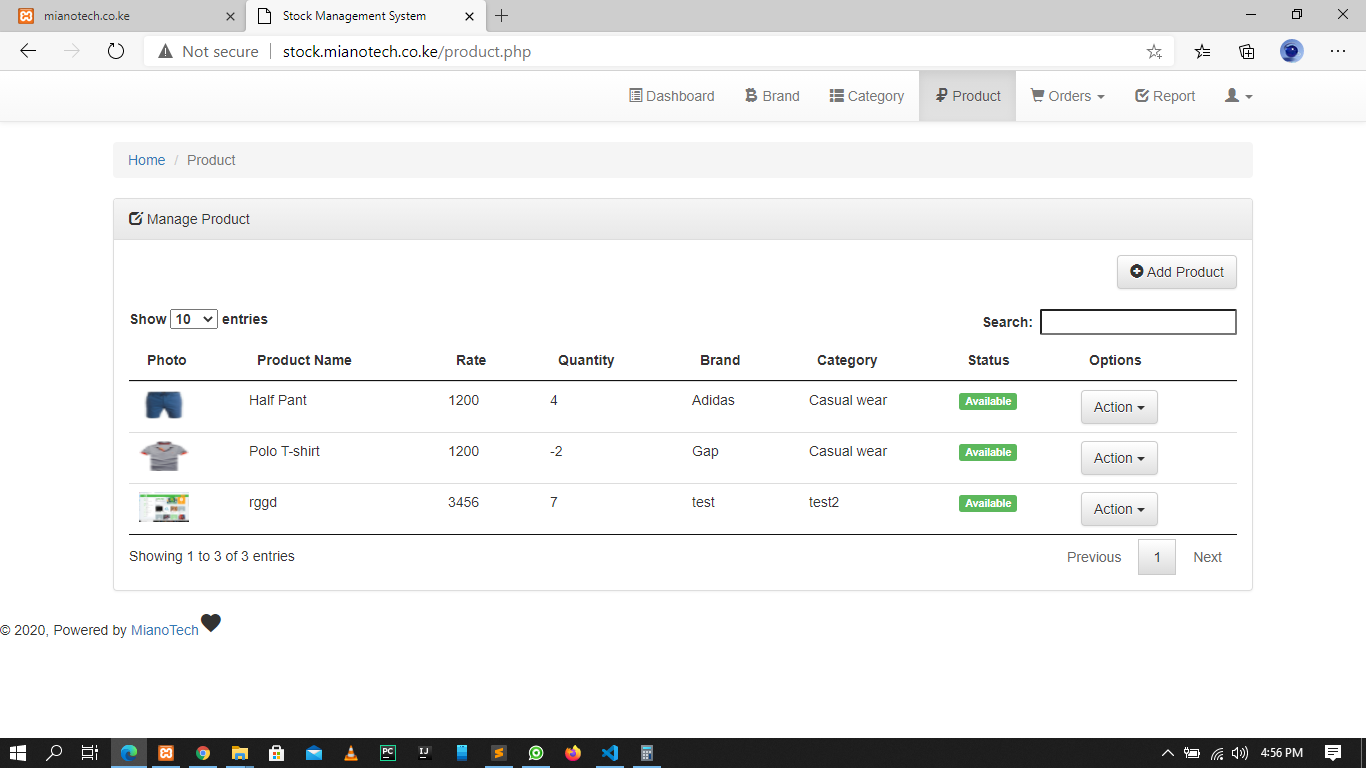 mianotech.co.ke
Stock Management System
Not secure
stock.mianotech.co.ke/product.php
Dashboard
Brand
Category
Product
Orders
Report
Home / Product
Manage Product
Add Product
Show 10 entries
Search:
Photo Product Name Rate Quantity Brand Category Status Options
Half Pant 1200 4 Adidas Casual wear Available Action
Polo T-shirt 1200 -2 Gap Casual wear Available Action
rggd 3456 7 test test2 Available Action
Showing 1 to 3 of 3 entries
Previous 1 Next
© 2020, Powered by MianoTech
PC
IJ
4:56 PM